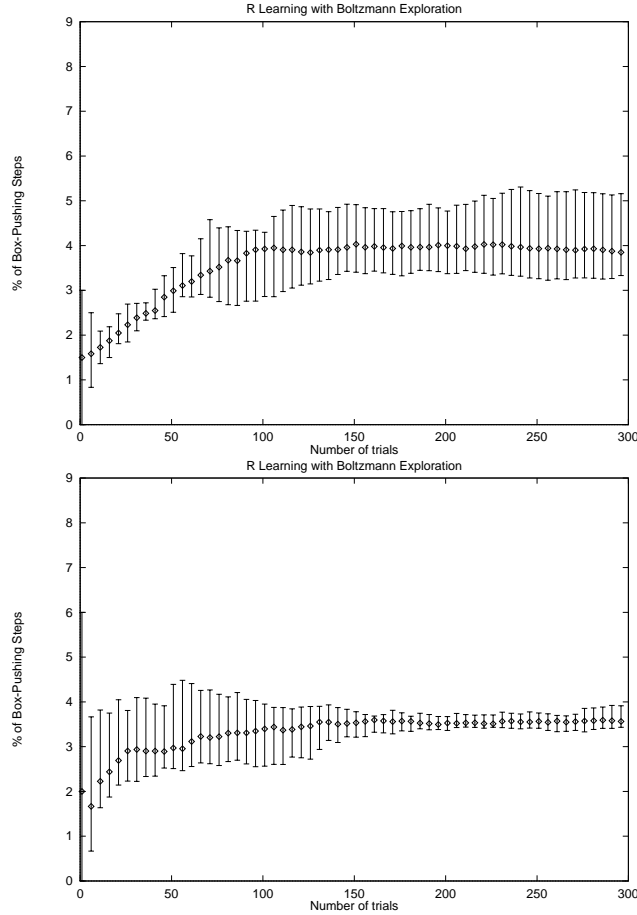 R Learning with Boltzmann Exploration
9
8
7
6
5
4
3
2
1
0
% of Box-Pushing Steps
0 50 100 150 200 250 300
Number of trials
R Learning with Boltzmann Exploration
9
8
7
6
5
4
3
2
1
0
% of Box-Pushing Steps
0 50 100 150 200 250 300
Number of trials